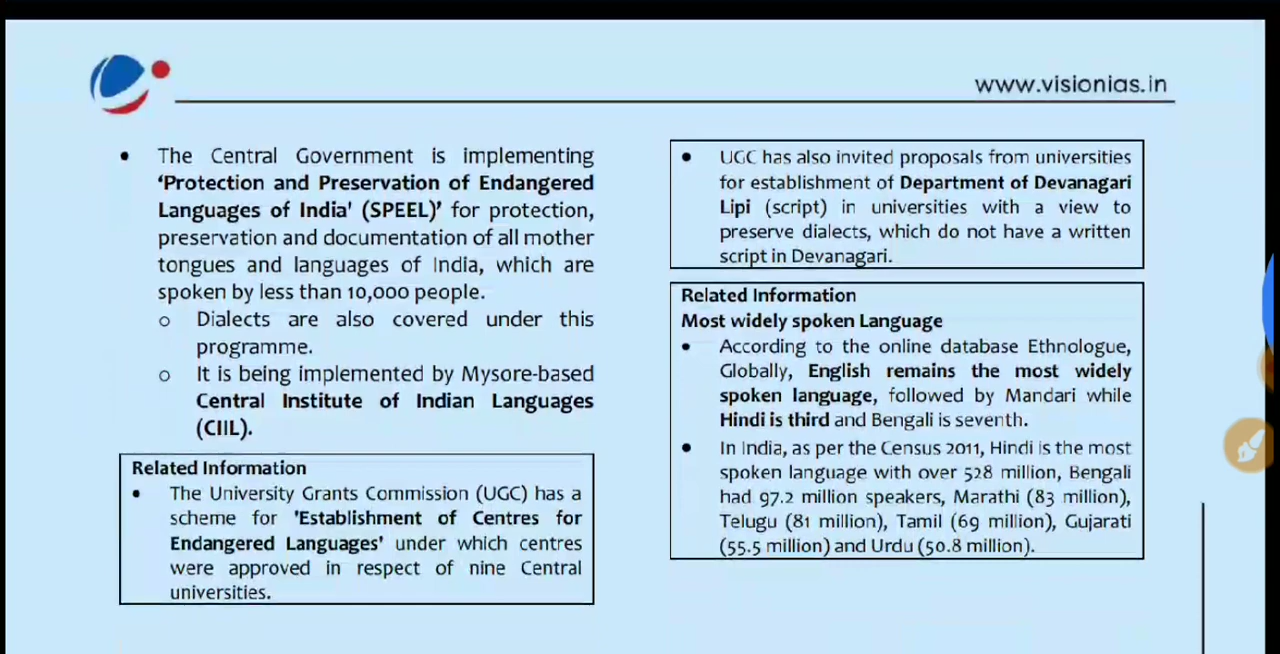 www.visionias.in
• The Central Government is implementing
'Protection and Preservation of Endangered
Languages of India' (SPEEL)' for protection,
preservation and documentation of all mother
tongues and languages of India, which are
spoken by less than 10,000 people.
o Dialects are also covered under this
programme.
o It is being implemented by Mysore-based
Central Institute of Indian Languages
(CIIL).
Related Information
• The University Grants Commission (UGC) has a
scheme for 'Establishment of Centres for
Endangered Languages' under which centres
were approved in respect of nine Central
universities.
• UGC has also invited proposals from universities
for establishment of Department of Devanagari
Lipi (script) in universities with a view to
preserve dialects, which do not have a written
script in Devanagari.
Related Information
Most widely spoken Language
• According to the online database Ethnologue,
Globally, English remains the most widely
spoken language, followed by Mandari while
Hindi is third and Bengali is seventh.
• In India, as per the Census 2011, Hindi is the most
spoken language with over 528 million, Bengali
had 97.2 million speakers, Marathi (83 million),
Telugu (81 million), Tamil (69 million), Gujarati
(55.5 million) and Urdu (50.8 million).